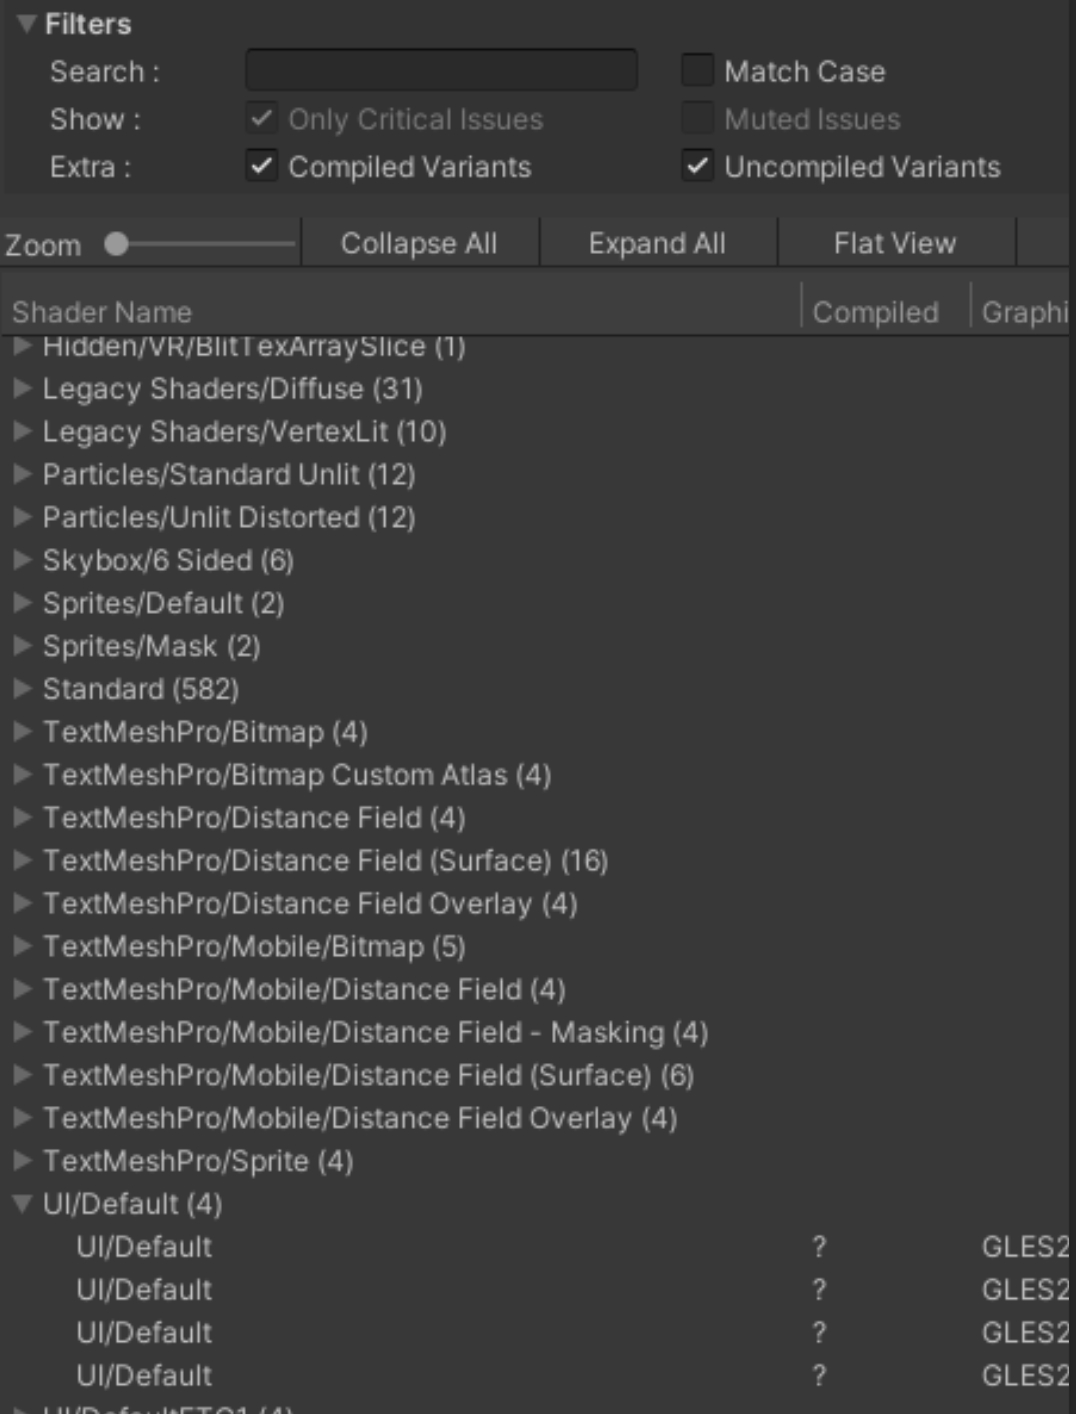 Filters
Search :
Match Case
Show :
Only Critical Issues
Muted Issues
Extra :
Compiled Variants
Uncompiled Variants
Zoom
Collapse All
Expand All
Flat View
Shader Name
Compiled
Graphi
Hidden/VR/BlitTexArraySlice (1)
Legacy Shaders/Diffuse (31)
Legacy Shaders/VertexLit (10)
Particles/Standard Unlit (12)
Particles/Unlit Distorted (12)
Skybox/6 Sided (6)
Sprites/Default (2)
Sprites/Mask (2)
Standard (582)
TextMeshPro/Bitmap (4)
TextMeshPro/Bitmap Custom Atlas (4)
TextMeshPro/Distance Field (4)
TextMeshPro/Distance Field (Surface) (16)
TextMeshPro/Distance Field Overlay (4)
TextMeshPro/Mobile/Bitmap (5)
TextMeshPro/Mobile/Distance Field (4)
TextMeshPro/Mobile/Distance Field - Masking (4)
TextMeshPro/Mobile/Distance Field (Surface) (6)
TextMeshPro/Mobile/Distance Field Overlay (4)
TextMeshPro/Sprite (4)
UI/Default (4)
UI/Default ? GLES2
UI/Default ? GLES2
UI/Default ? GLES2
UI/Default ? GLES2
UI/DefaultETC1 (4)